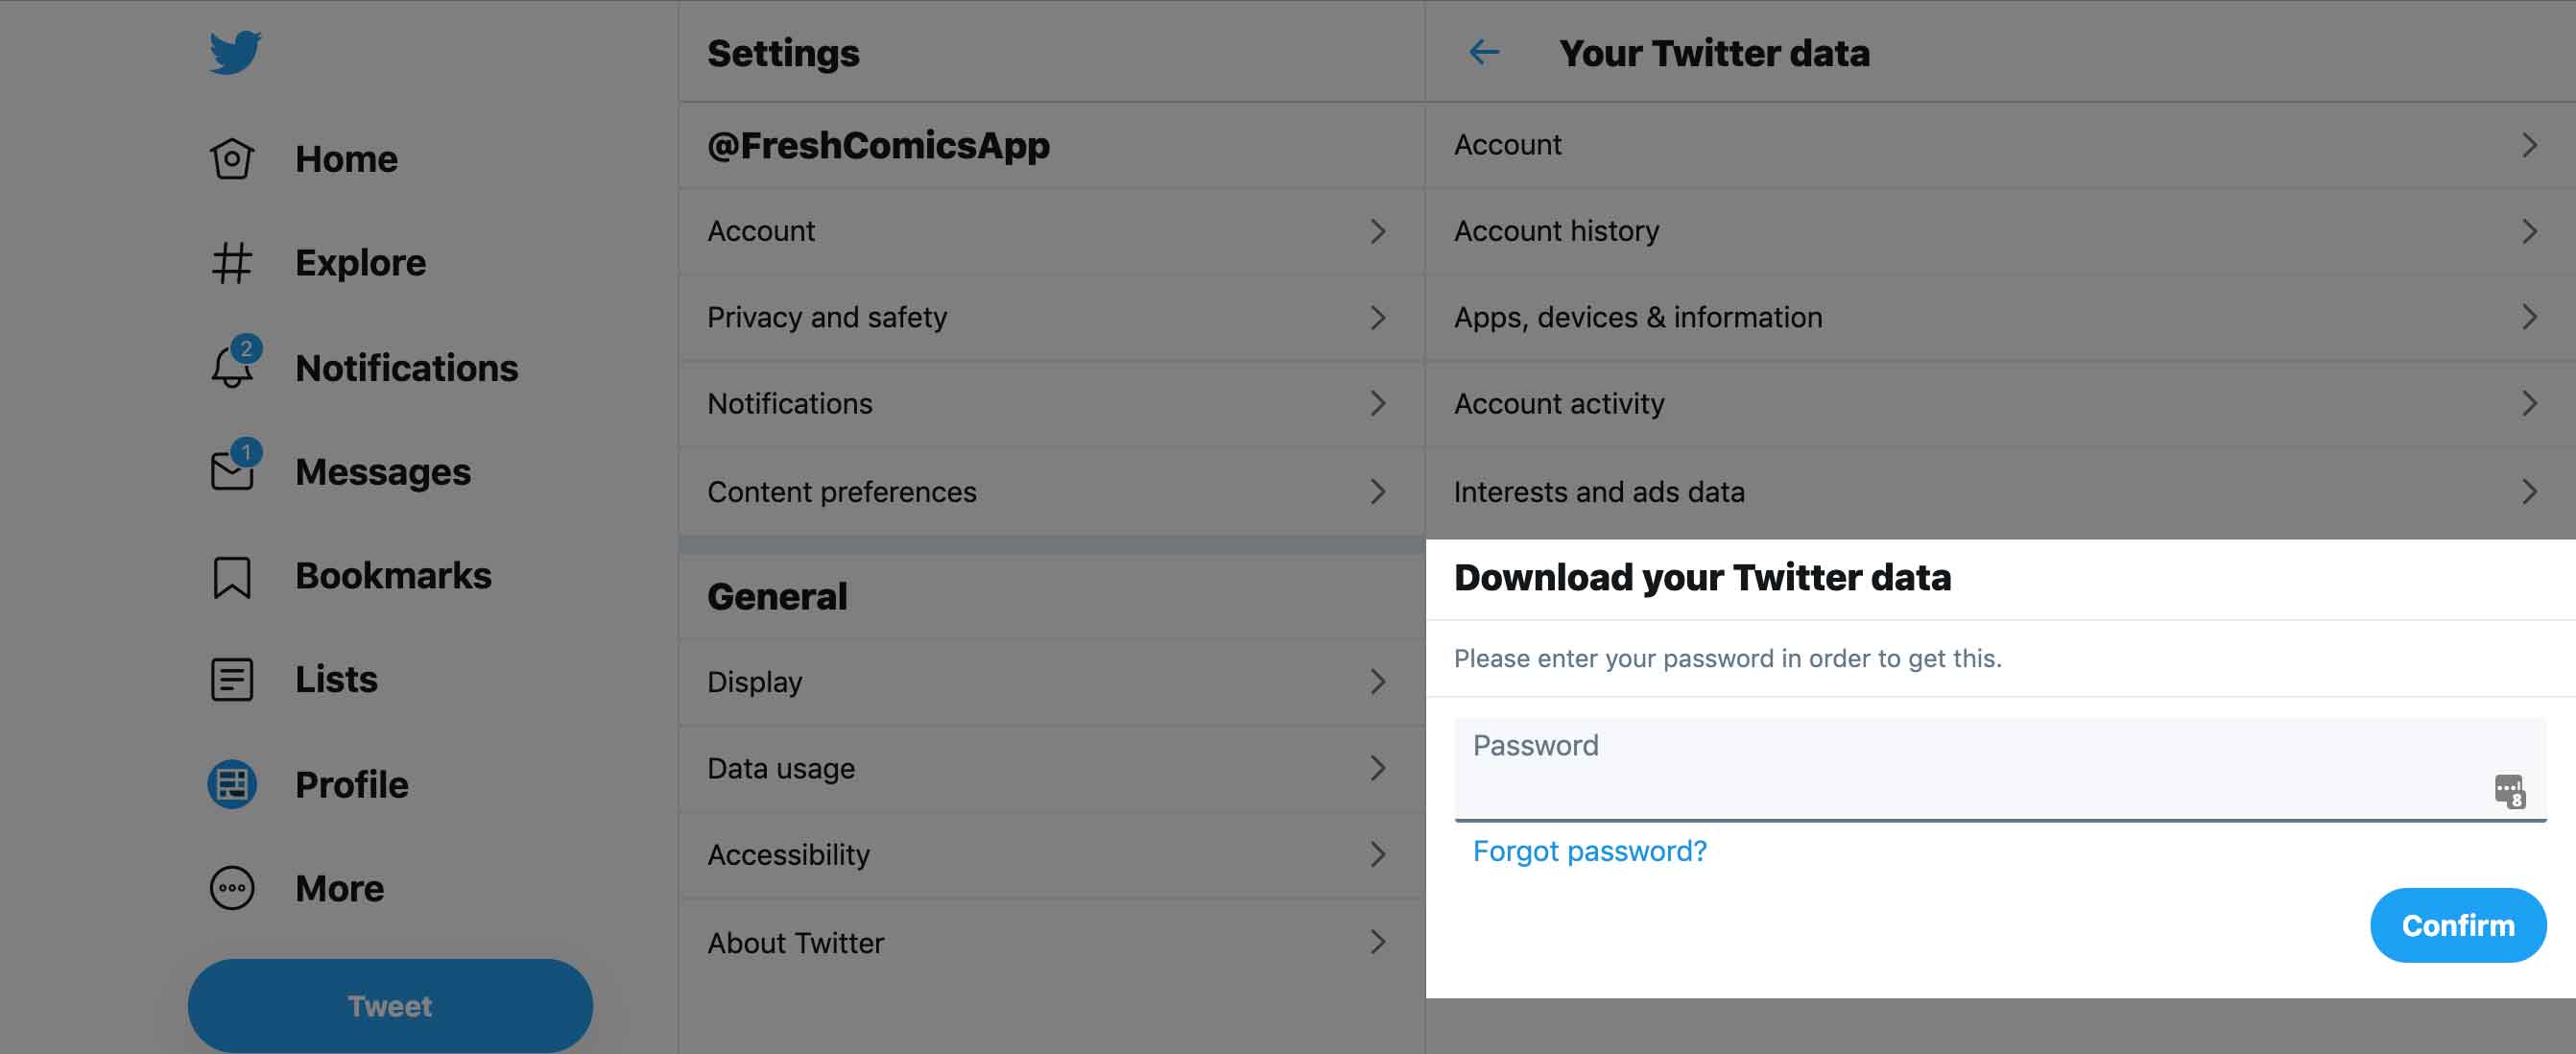 Home
Explore
2
Notifications
1
Messages
Bookmarks
Lists
Profile
More
Tweet
Settings
@FreshComicsApp
Account
Privacy and safety
Notifications
Content preferences
General
Display
Data usage
Accessibility
About Twitter
Your Twitter data
Account
Account history
Apps, devices & information
Account activity
Interests and ads data
Download your Twitter data
Please enter your password in order to get this.
Password
8
Forgot password?
Confirm